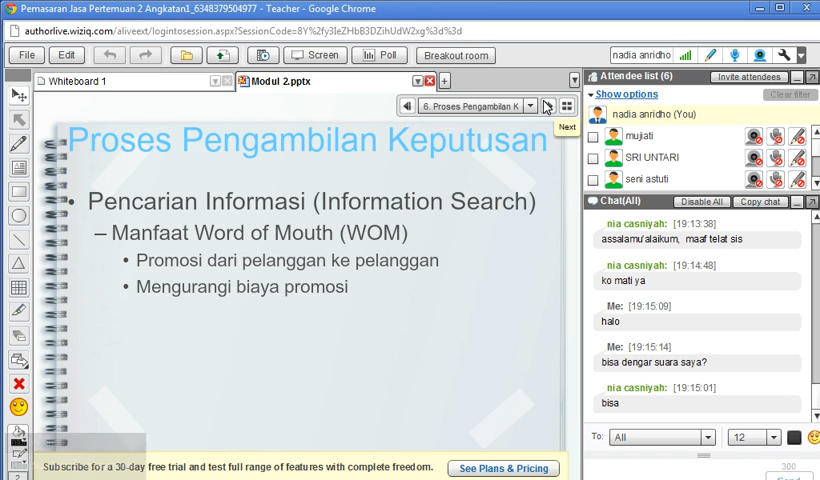 Pemasaran Jasa Pertemuan 2 Angkatan1_6348379504977 - Teacher - Google Chrome
authorlive.wiziq.com/aliveext/logintosession.aspx?SessionCode=8Y%2fy3IeZHbB3DZihUdW2xg%3d%3d
File Edit Screen Poll Breakout room nadia anridho
Whiteboard 1 Modul 2.pptx
6. Proses Pengambilan K
Next
Proses Pengambilan Keputusan
• Pencarian Informasi (Information Search)
– Manfaat Word of Mouth (WOM)
• Promosi dari pelanggan ke pelanggan
• Mengurangi biaya promosi
Subscribe for a 30-day free trial and test full range of features with complete freedom. See Plans & Pricing
2
Attendee list (6) Invite attendees
Show options Clear filter
nadia anridho (You)
mujiati
SRI UNTARI
seni astuti
Chat(All) Disable All Copy chat
nia casniyah: [19:13:38]
assalamu'alaikum, maaf telat sis
nia casniyah: [19:14:48]
ko mati ya
Me: [19:15:09]
halo
Me: [19:15:14]
bisa dengar suara saya?
nia casniyah: [19:15:01]
bisa
To: All 12
300
Send